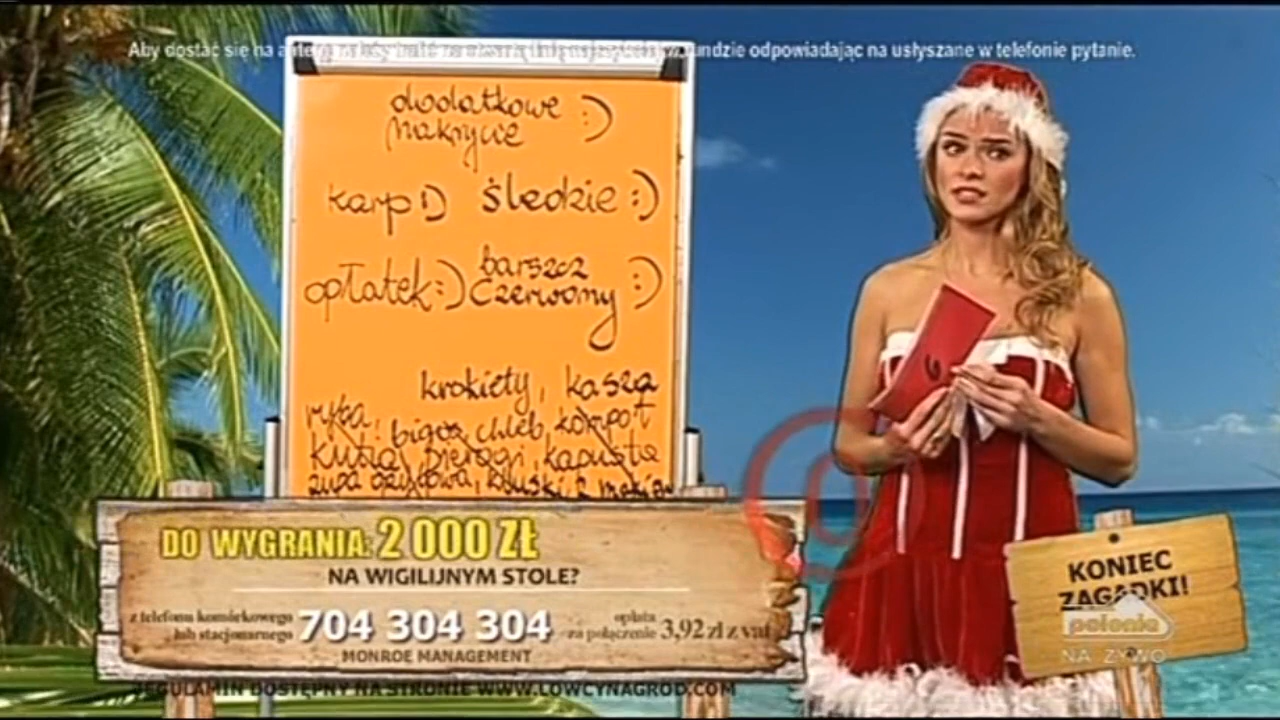 Aby dostać się na odpowiadając na usłyszane w telefonie pytanie.
dodatkowe :)
nakrycie
karp :) śledzie :)
opłatek :) barszcz
czerwony :)
krokiety, kasza
ryba, bigos, chleb, kompot
kutia, pierogi, kapusta
zupa grzybowa, kluski z
DO WYGRANIA: 2 000 ZŁ
NA WIGILIJNYM STOLE?
z telefonu komórkowego
lub stacjonarnego
704 304 304
opłata
za połączenie 3,92 zł z vat
MONROE MANAGEMENT
REGULAMIN DOSTĘPNY NA STRONIE WWW.LOWCYNAGROD.COM
KONIEC
ZAGADKI!
polonia
NA ŻYWO